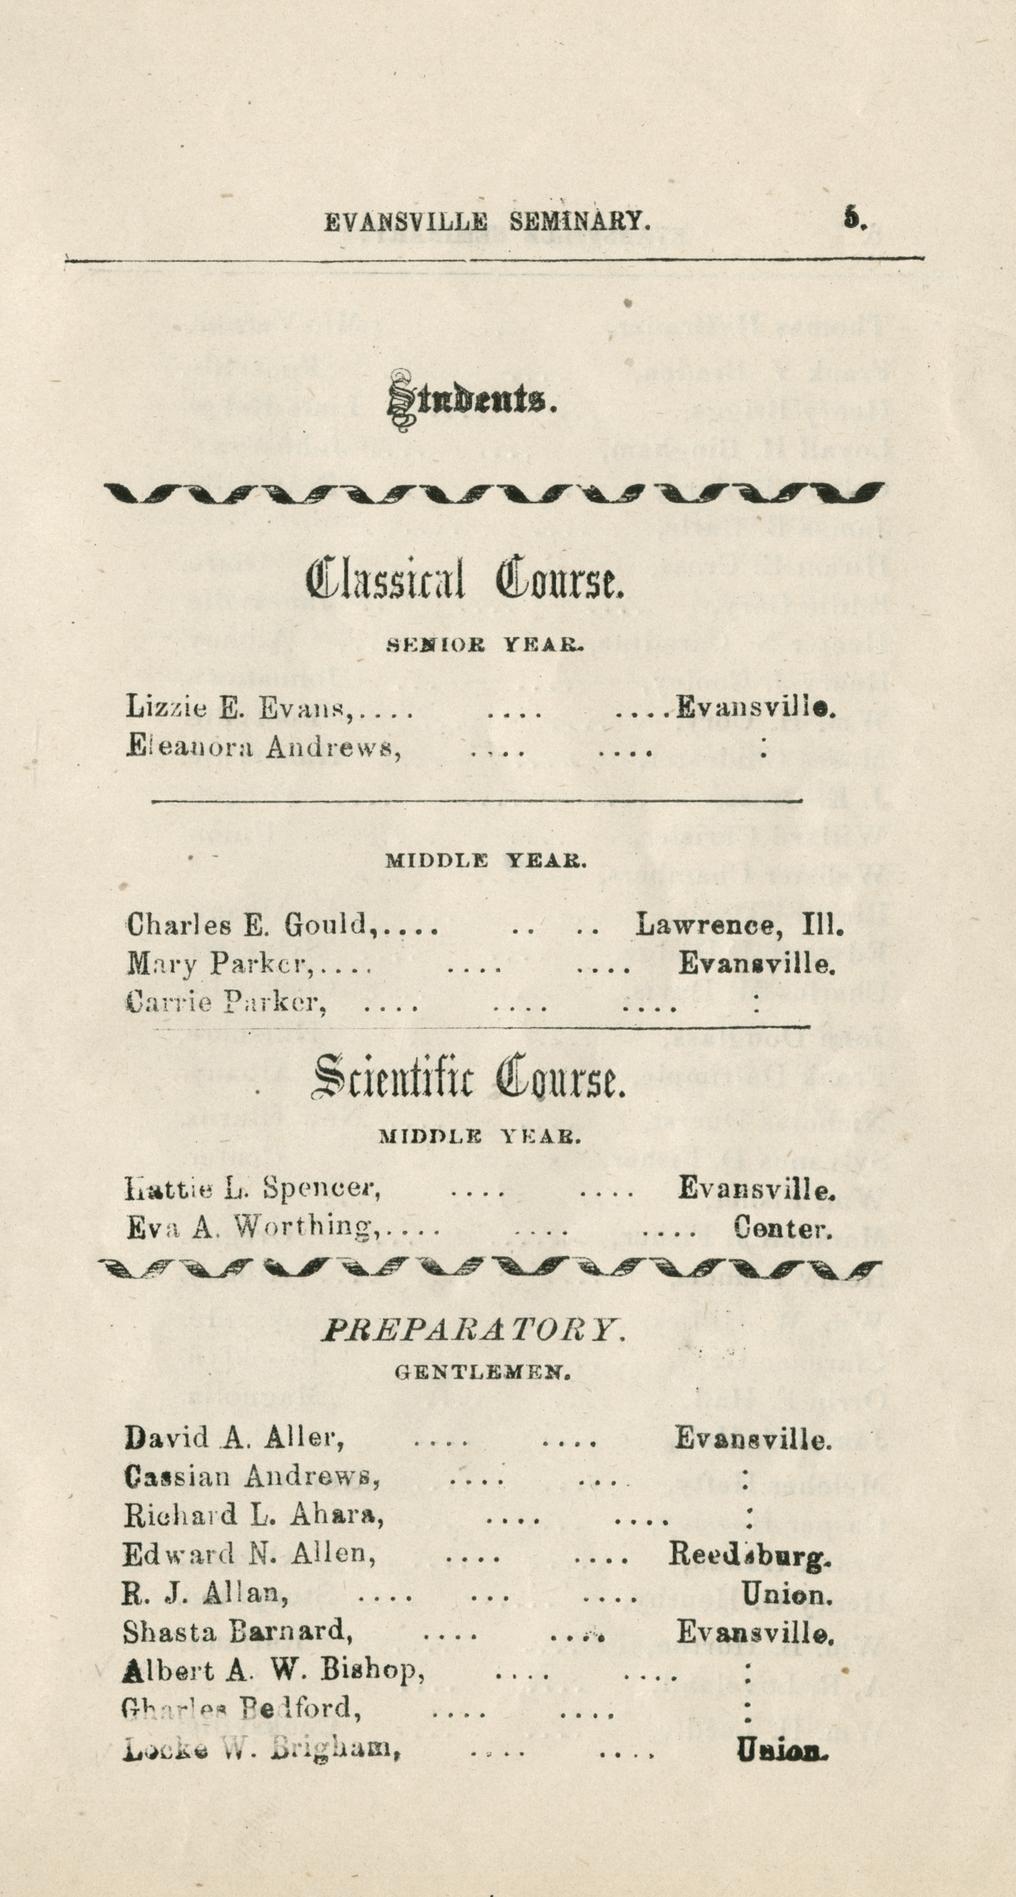 EVANSVILLE SEMINARY. 5.
Students.
Classical Course.
SENIOR YEAR.
Lizzie E. Evans,.... .... ....Evansville.
Eleanora Andrews, .... .... :
MIDDLE YEAR.
Charles E. Gould,.... .. .. Lawrence, Ill.
Mary Parker,.... .... .... Evansville.
Carrie Parker, .... .... .... :
Scientific Course.
MIDDLE YEAR.
Hattie L. Spencer, .... .... Evansville.
Eva A. Worthing,.... .... .... Center.
PREPARATORY.
GENTLEMEN.
David A. Aller, .... .... Evansville.
Cassian Andrews, .... .... :
Richard L. Ahara, .... .... :
Edward N. Allen, .... .... Reedsburg.
R. J. Allan, .... ... .... Union.
Shasta Barnard, .... .... Evansville.
Albert A. W. Bishop, .... .... :
Gharles Bedford, .... .... :
Locke W. Brigham, .... .... Union.